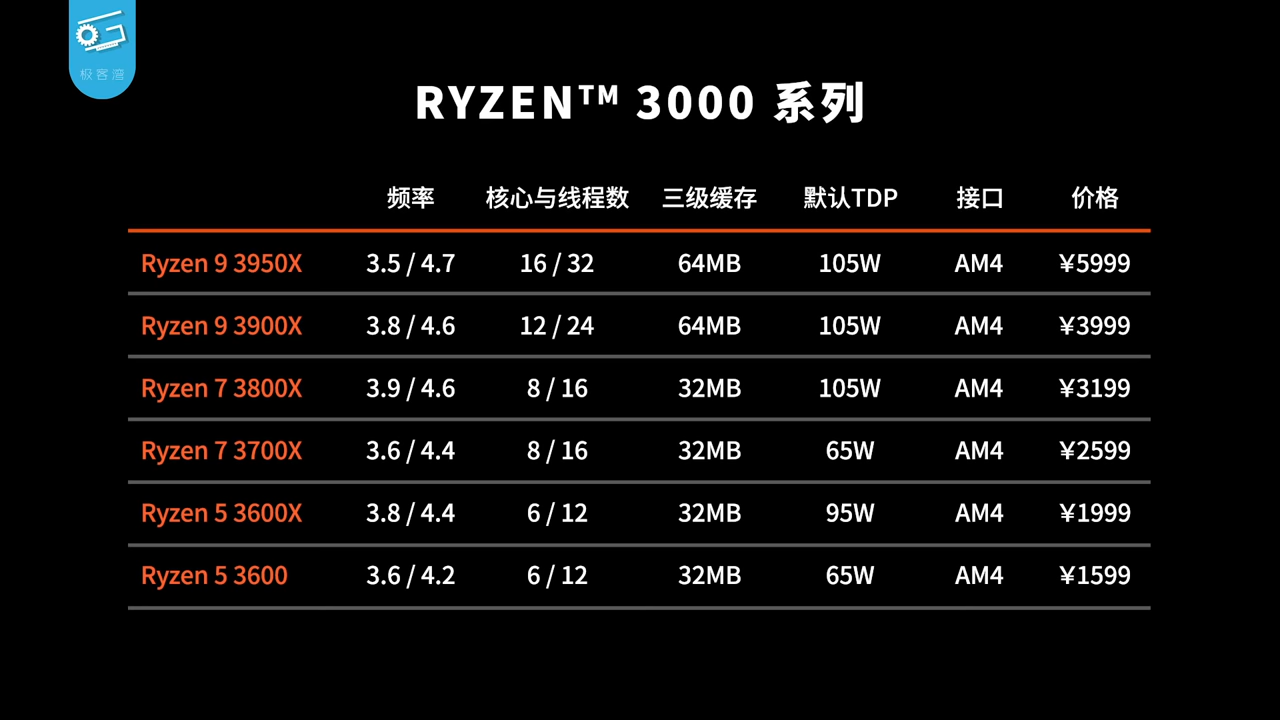 极客湾
RYZEN™ 3000 系列
频率 核心与线程数 三级缓存 默认TDP 接口 价格
Ryzen 9 3950X 3.5 / 4.7 16 / 32 64MB 105W AM4 ¥5999
Ryzen 9 3900X 3.8 / 4.6 12 / 24 64MB 105W AM4 ¥3999
Ryzen 7 3800X 3.9 / 4.6 8 / 16 32MB 105W AM4 ¥3199
Ryzen 7 3700X 3.6 / 4.4 8 / 16 32MB 65W AM4 ¥2599
Ryzen 5 3600X 3.8 / 4.4 6 / 12 32MB 95W AM4 ¥1999
Ryzen 5 3600 3.6 / 4.2 6 / 12 32MB 65W AM4 ¥1599